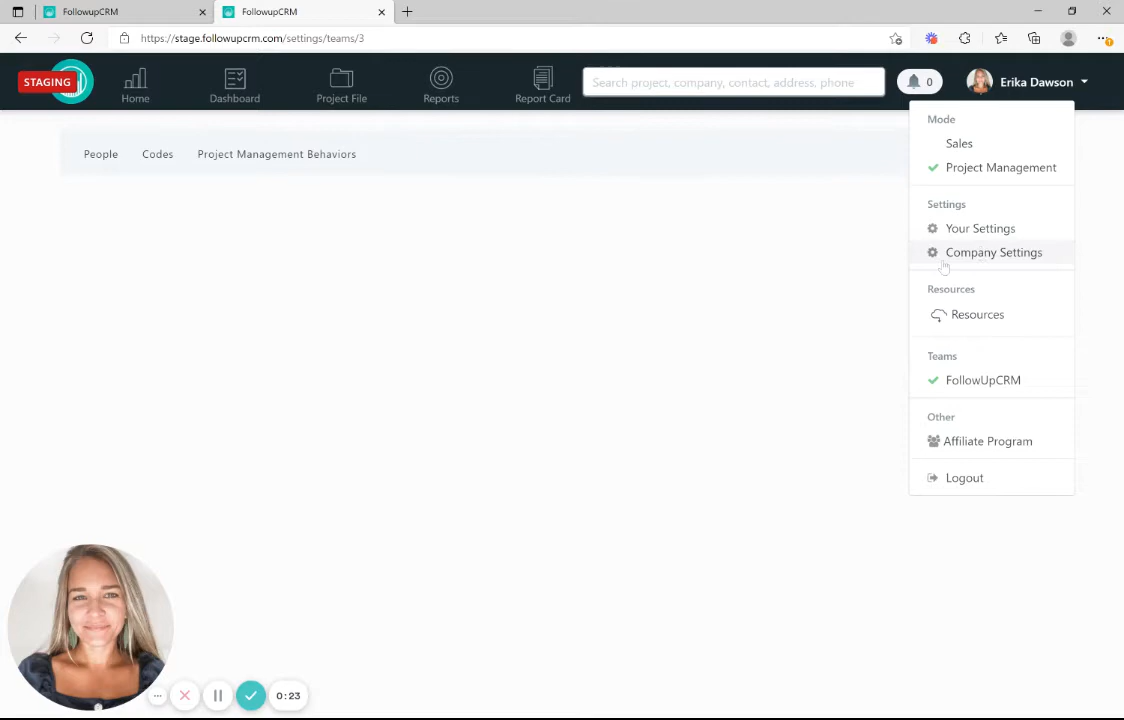 FollowupCRM
FollowupCRM
https://stage.followupcrm.com/settings/teams/3
STAGING
Home
Dashboard
Project File
Reports
Report Card
Search project, company, contact, address, phone
0
Erika Dawson
People
Codes
Project Management Behaviors
Mode
Sales
Project Management
Settings
Your Settings
Company Settings
Resources
Resources
Teams
FollowUpCRM
Other
Affiliate Program
Logout
0:23